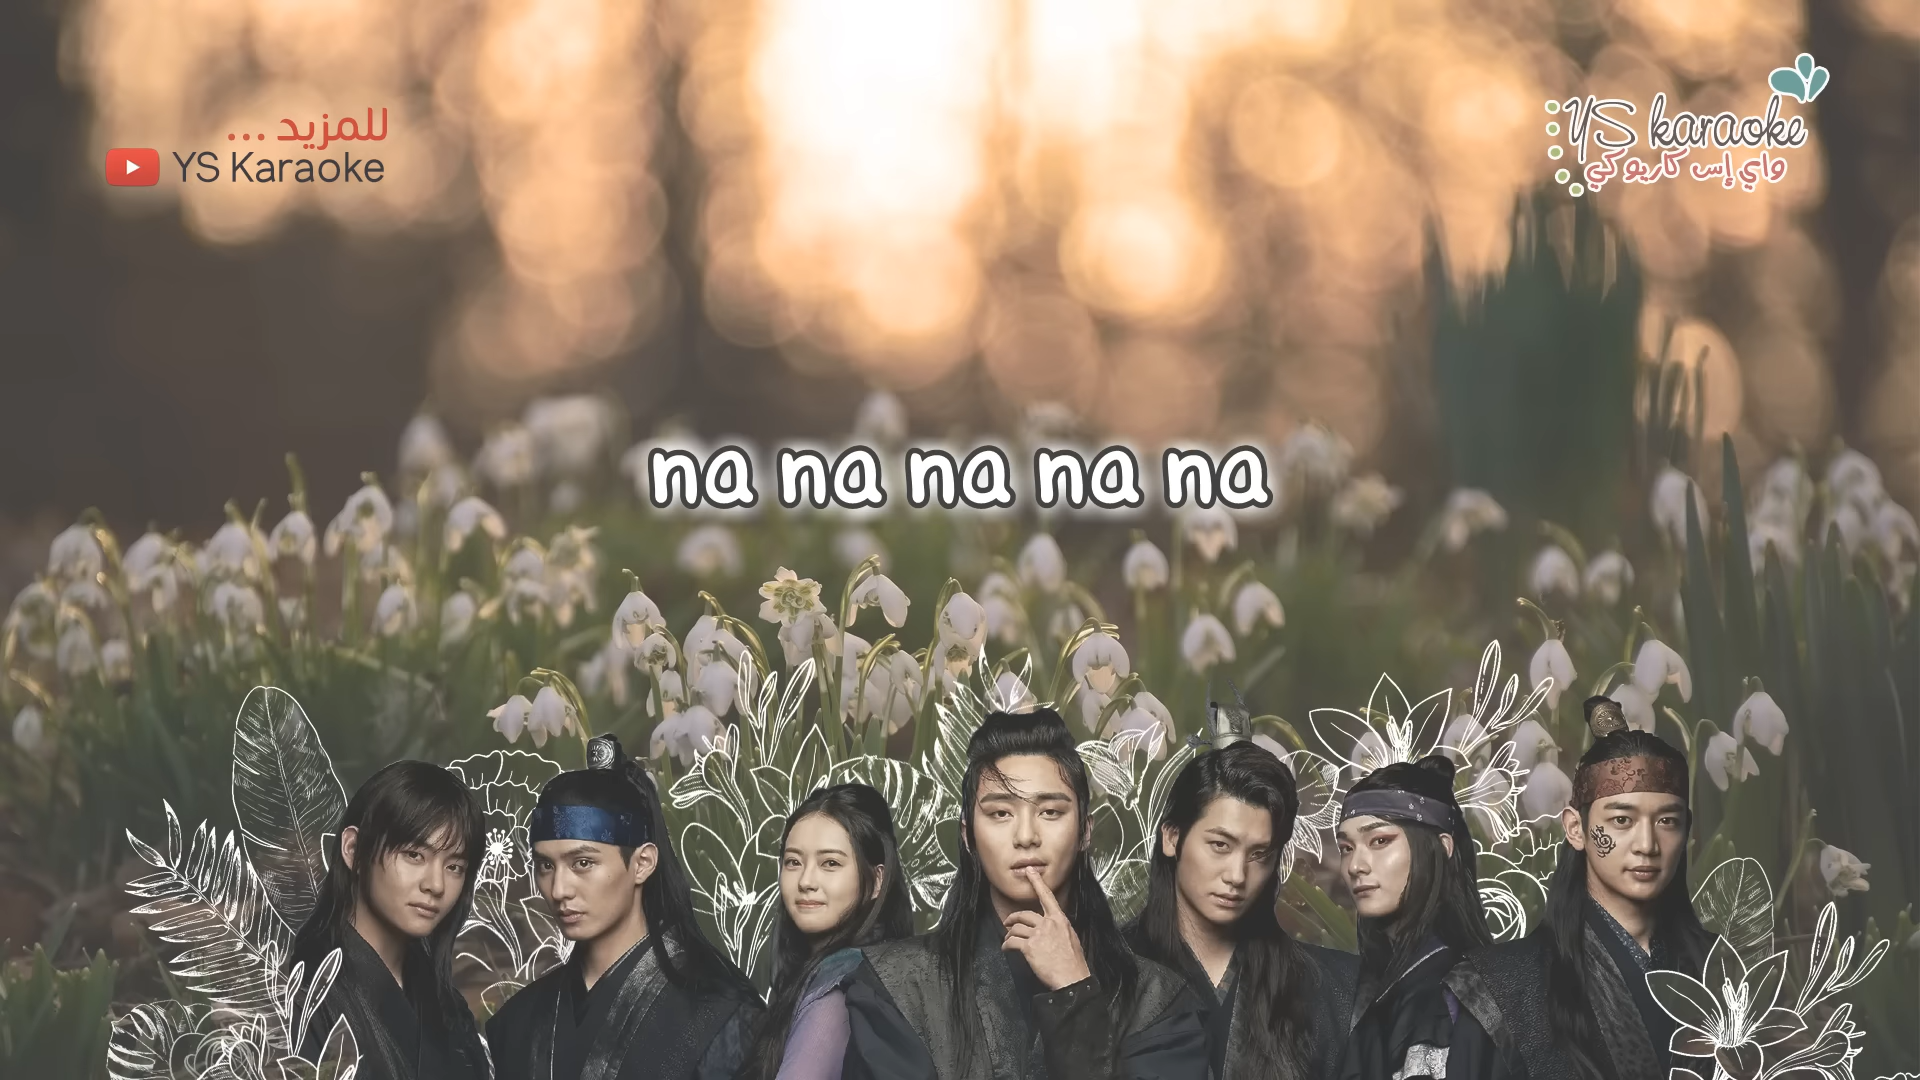 للمزيد ...
YS Karaoke
YS karaoke
واي إس كاريوكي
na na na na na